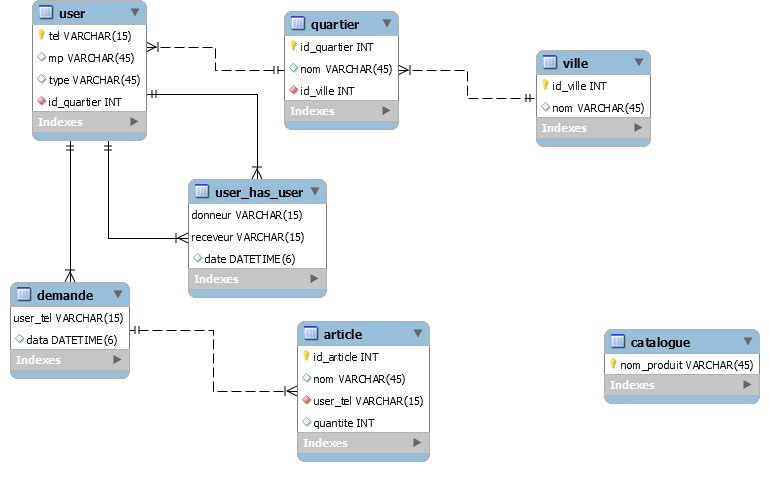 user
tel VARCHAR(15)
mp VARCHAR(45)
type VARCHAR(45)
id_quartier INT
Indexes
quartier
id_quartier INT
nom VARCHAR(45)
id_ville INT
Indexes
ville
id_ville INT
nom VARCHAR(45)
Indexes
user_has_user
donneur VARCHAR(15)
receveur VARCHAR(15)
date DATETIME(6)
Indexes
demande
user_tel VARCHAR(15)
data DATETIME(6)
Indexes
article
id_article INT
nom VARCHAR(45)
user_tel VARCHAR(15)
quantite INT
Indexes
catalogue
nom_produit VARCHAR(45)
Indexes